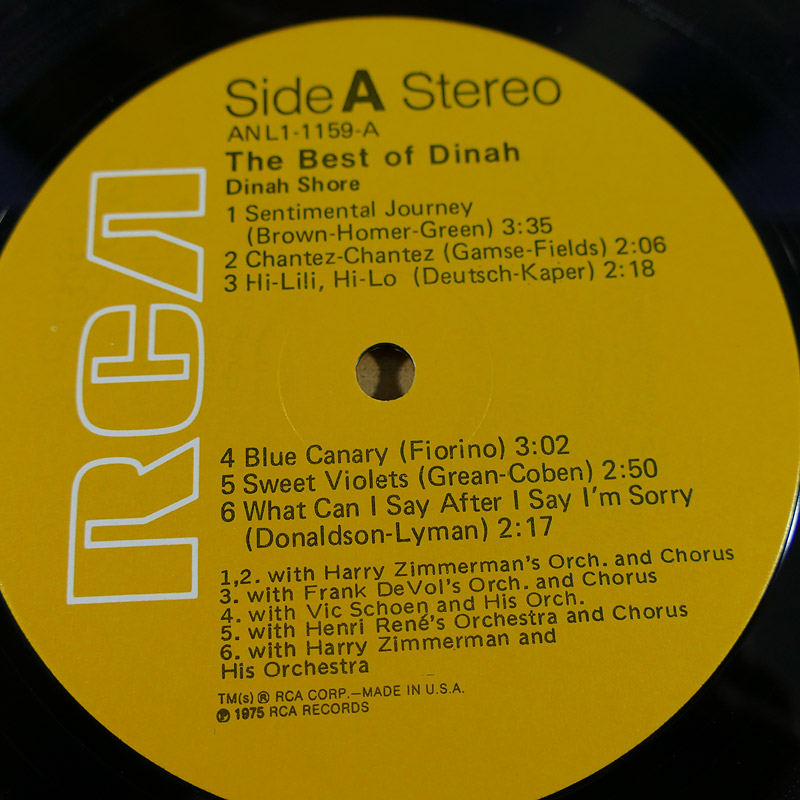 Side A Stereo
ANL1-1159-A
The Best of Dinah
Dinah Shore
1 Sentimental Journey
(Brown-Homer-Green) 3:35
2 Chantez-Chantez (Gamse-Fields) 2:06
3 Hi-Lili, Hi-Lo (Deutsch-Kaper) 2:18
RCA
4 Blue Canary (Fiorino) 3:02
5 Sweet Violets (Grean-Coben) 2:50
6 What Can I Say After I Say I'm Sorry
(Donaldson-Lyman) 2:17
1,2. with Harry Zimmerman's Orch. and Chorus
3. with Frank DeVol's Orch. and Chorus
4. with Vic Schoen and His Orch.
5. with Henri René's Orchestra and Chorus
6. with Harry Zimmerman and
His Orchestra
TM(s) ® RCA CORP.—MADE IN U.S.A.
℗ 1975 RCA RECORDS